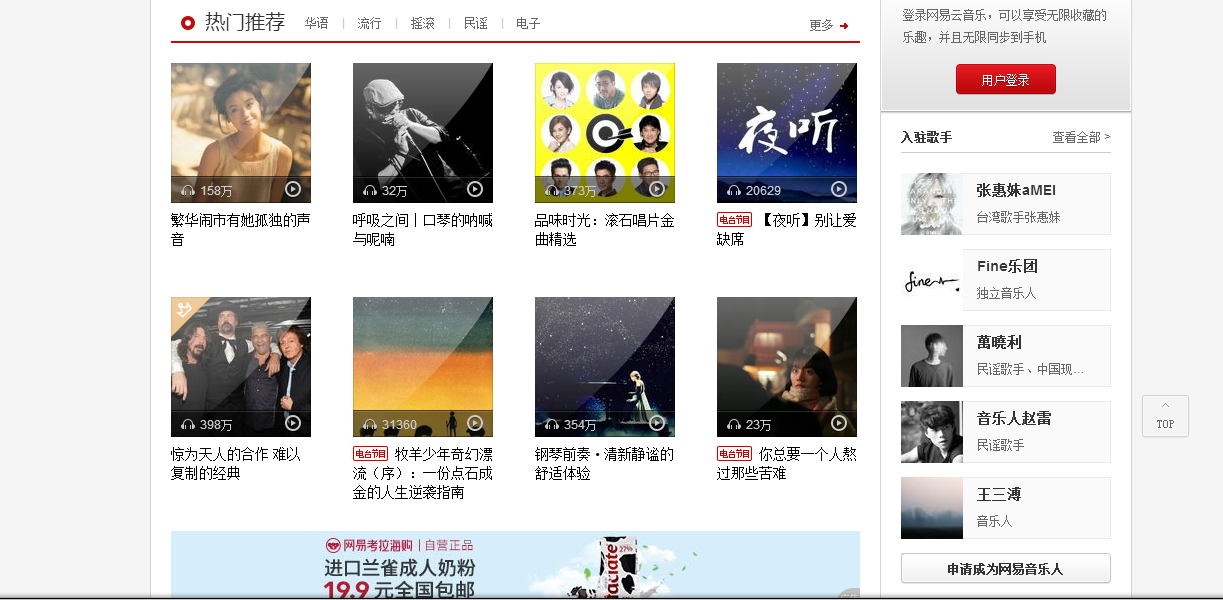 热门推荐 华语 | 流行 | 摇滚 | 民谣 | 电子 更多
158万
32万
373万
夜听
20629
繁华闹市有她孤独的声
音
呼吸之间丨口琴的呐喊
与呢喃
品味时光：滚石唱片金
曲精选
电台节目 【夜听】别让爱
缺席
398万
31360
354万
23万
惊为天人的合作 难以
复制的经典
电台节目 牧羊少年奇幻漂
流（序）：一份点石成
金的人生逆袭指南
钢琴前奏·清新静谧的
舒适体验
电台节目 你总要一个人熬
过那些苦难
网易考拉海购 | 自营正品
进口兰雀成人奶粉
19.9 元全国包邮
登录网易云音乐，可以享受无限收藏的
乐趣，并且无限同步到手机
用户登录
入驻歌手 查看全部 >
张惠妹aMEI
台湾歌手张惠妹
fine
Fine乐团
独立音乐人
萬曉利
民谣歌手、中国现...
音乐人赵雷
民谣歌手
王三溥
音乐人
申请成为网易音乐人
TOP